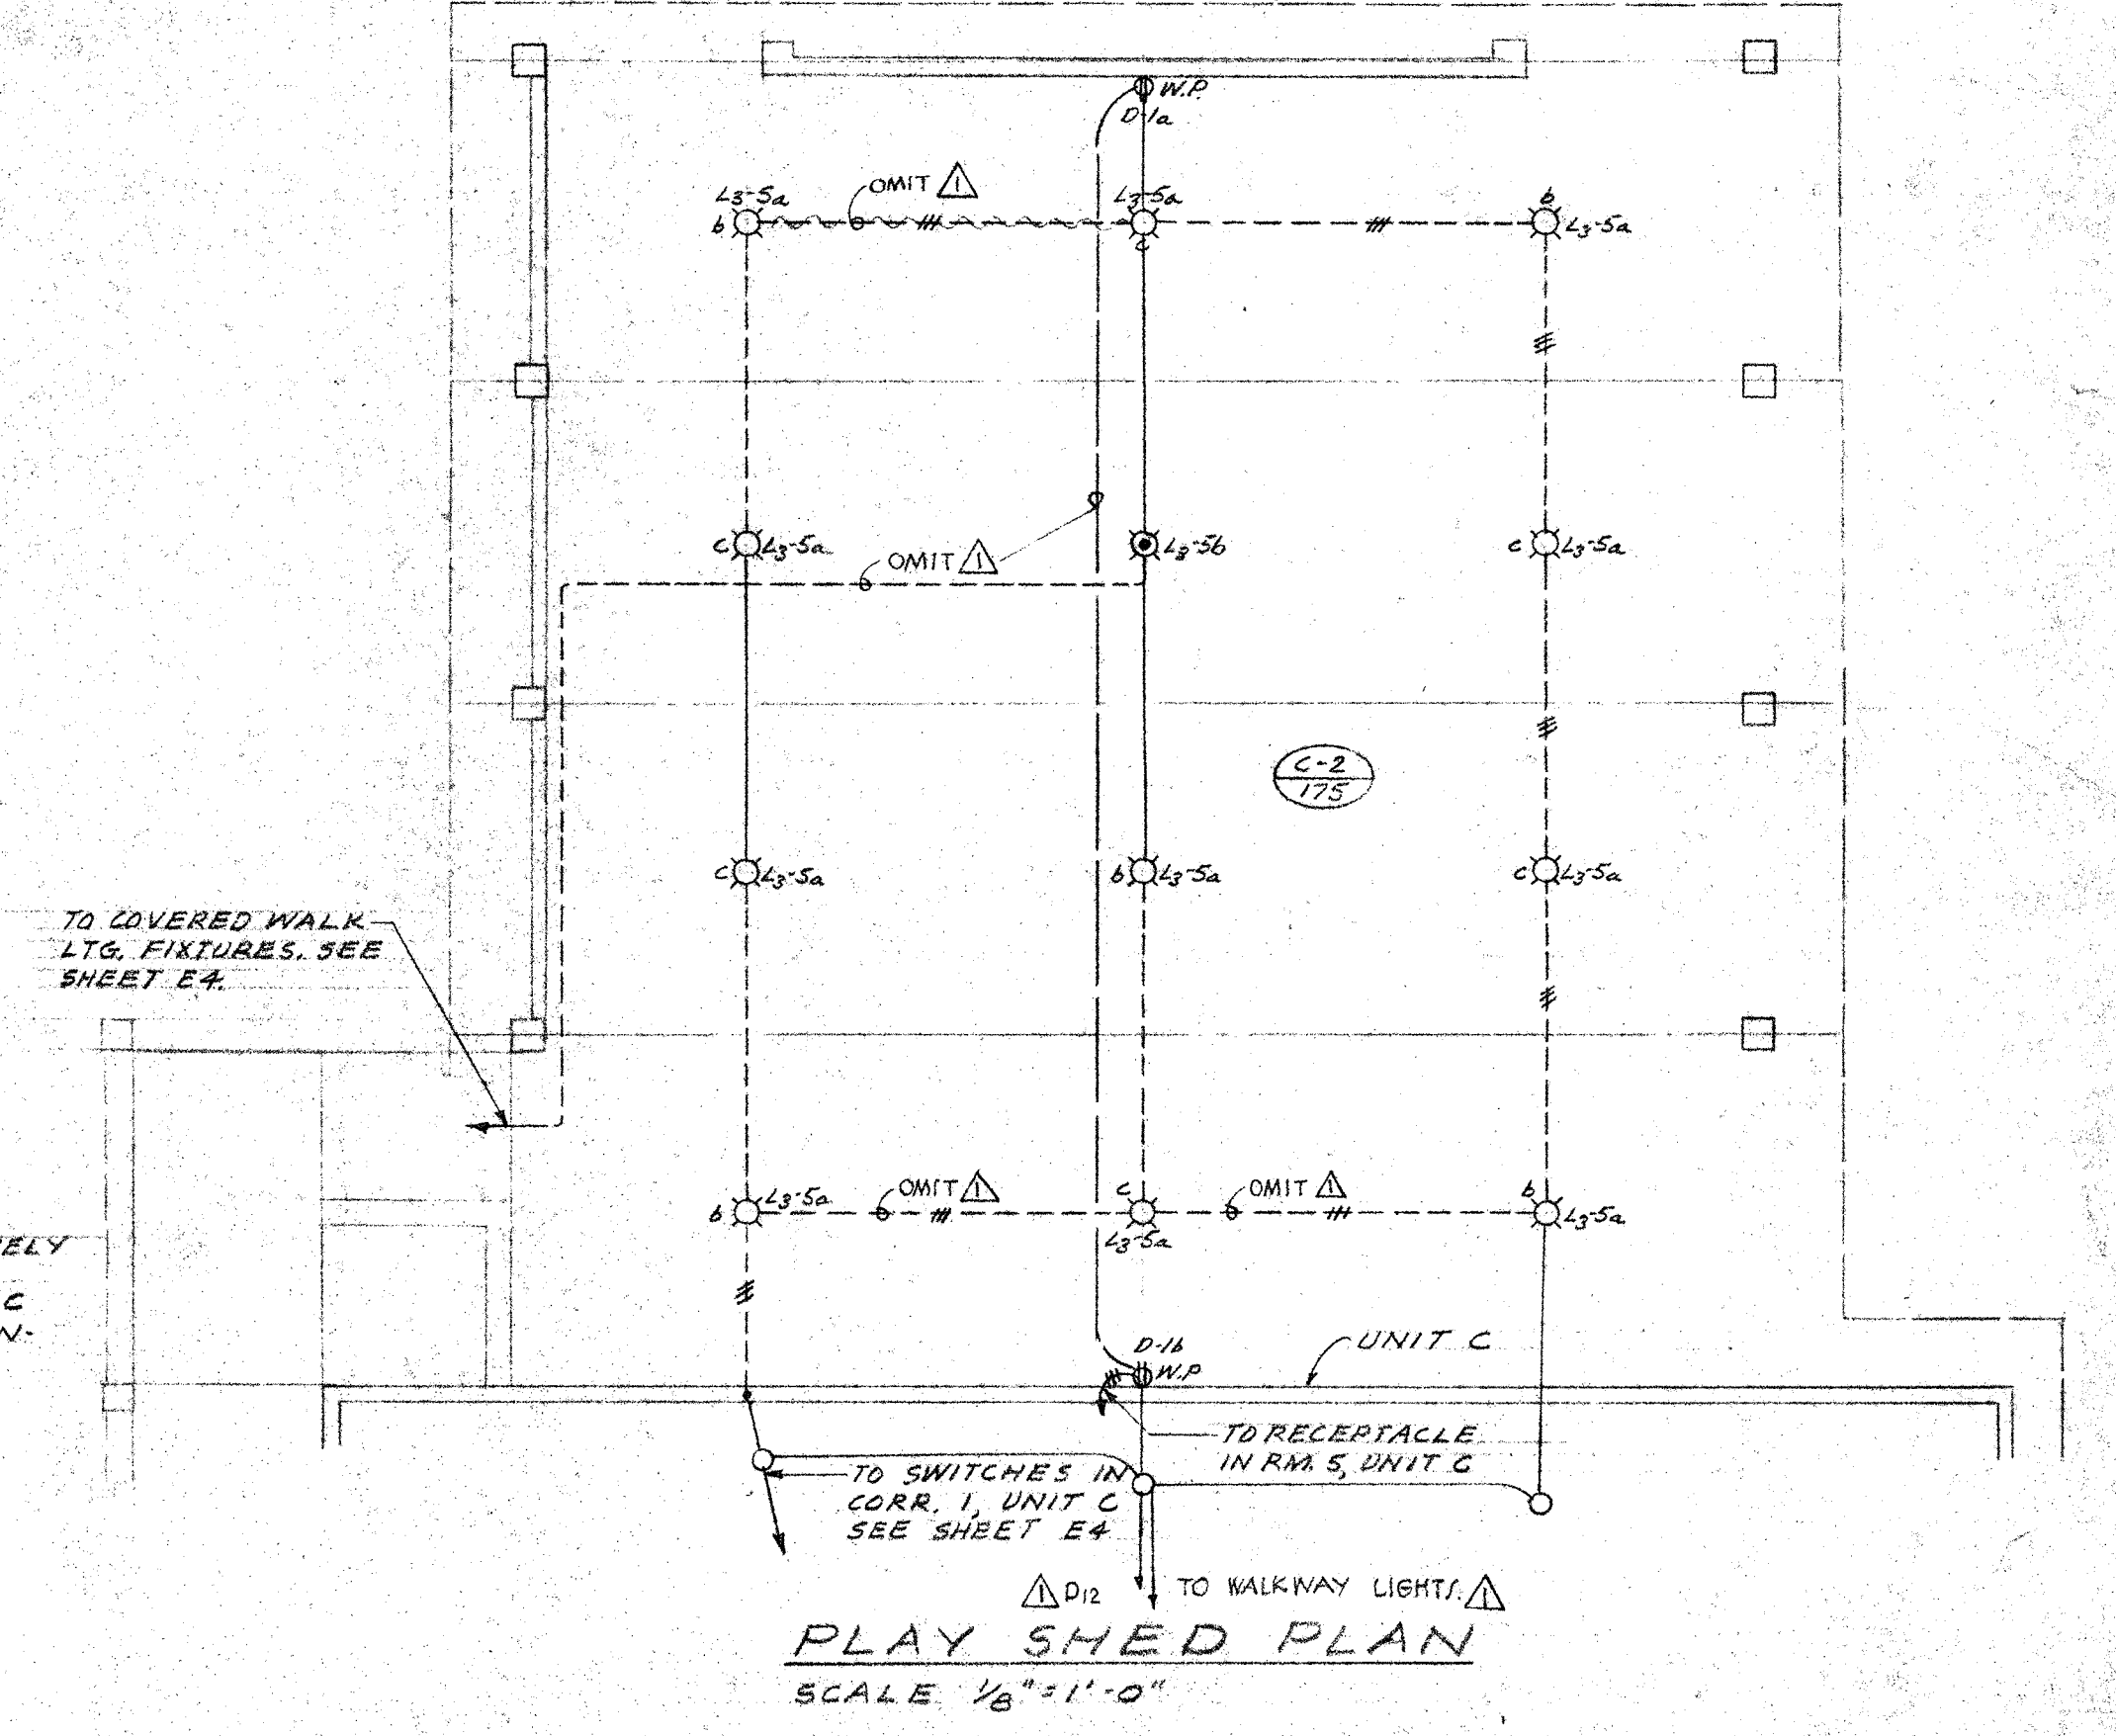 W.P.
D-1a
OMIT 1
L3-5a
b
L3-5a
c
b
L3-5a
c
L3-5a
L3-5b
c
L3-5a
OMIT 1
C-2
175
c
L3-5a
b
L3-5a
c
L3-5a
TO COVERED WALK
LTG. FIXTURES. SEE
SHEET E4.
b
L3-5a
OMIT 1
c
L3-5a
OMIT 1
b
L3-5a
ELY
C
N-
D-1b
W.P
UNIT C
TO RECEPTACLE
IN RM. 5, UNIT C
TO SWITCHES IN
CORR. 1, UNIT C
SEE SHEET E4
1 D12
TO WALKWAY LIGHTS. 1
PLAY SHED PLAN
SCALE 1/8" = 1'-0"